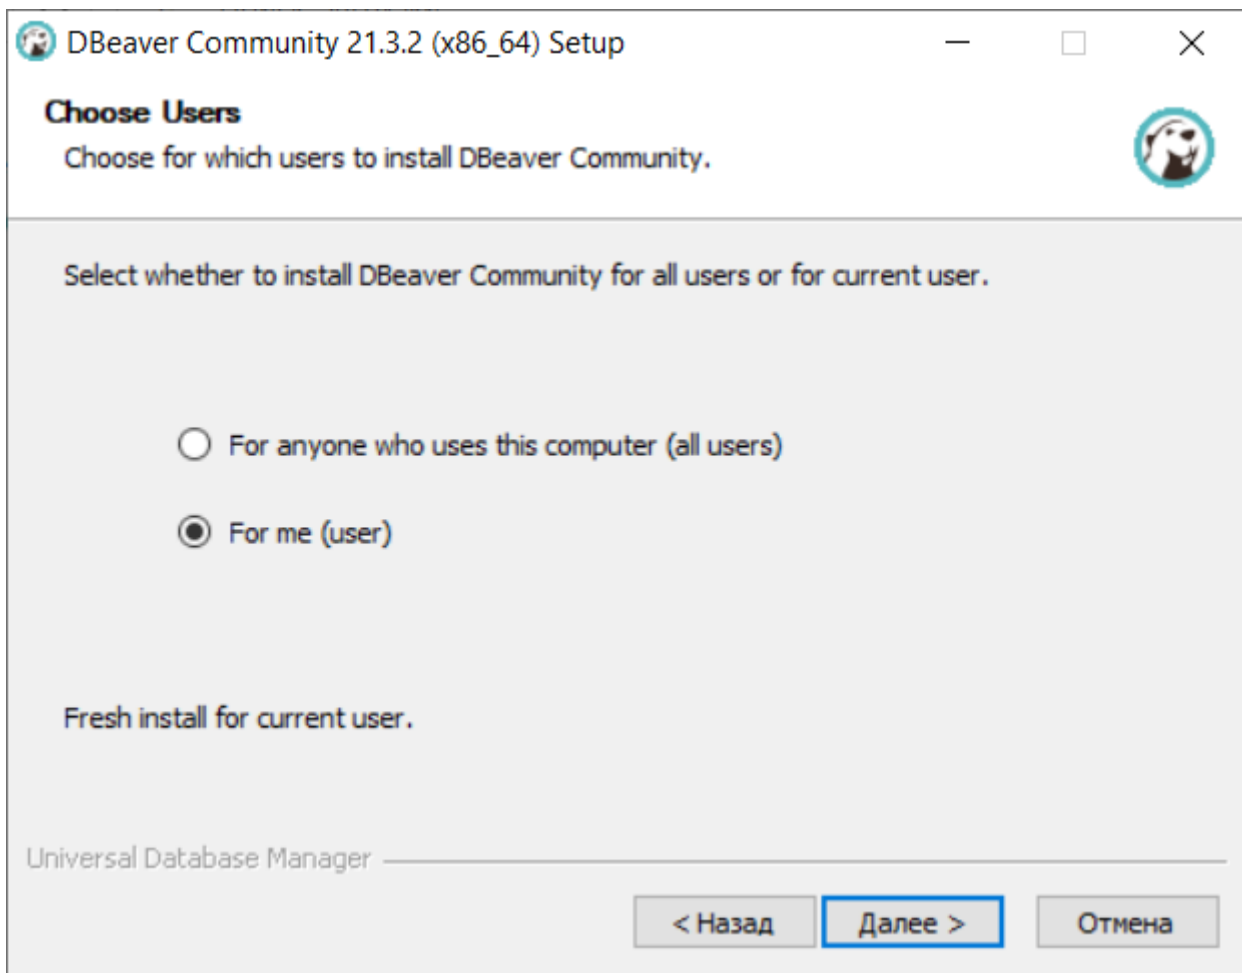 DBeaver Community 21.3.2 (x86_64) Setup
Choose Users
Choose for which users to install DBeaver Community.
Select whether to install DBeaver Community for all users or for current user.
For anyone who uses this computer (all users)
For me (user)
Fresh install for current user.
Universal Database Manager
< Назад
Далее >
Отмена